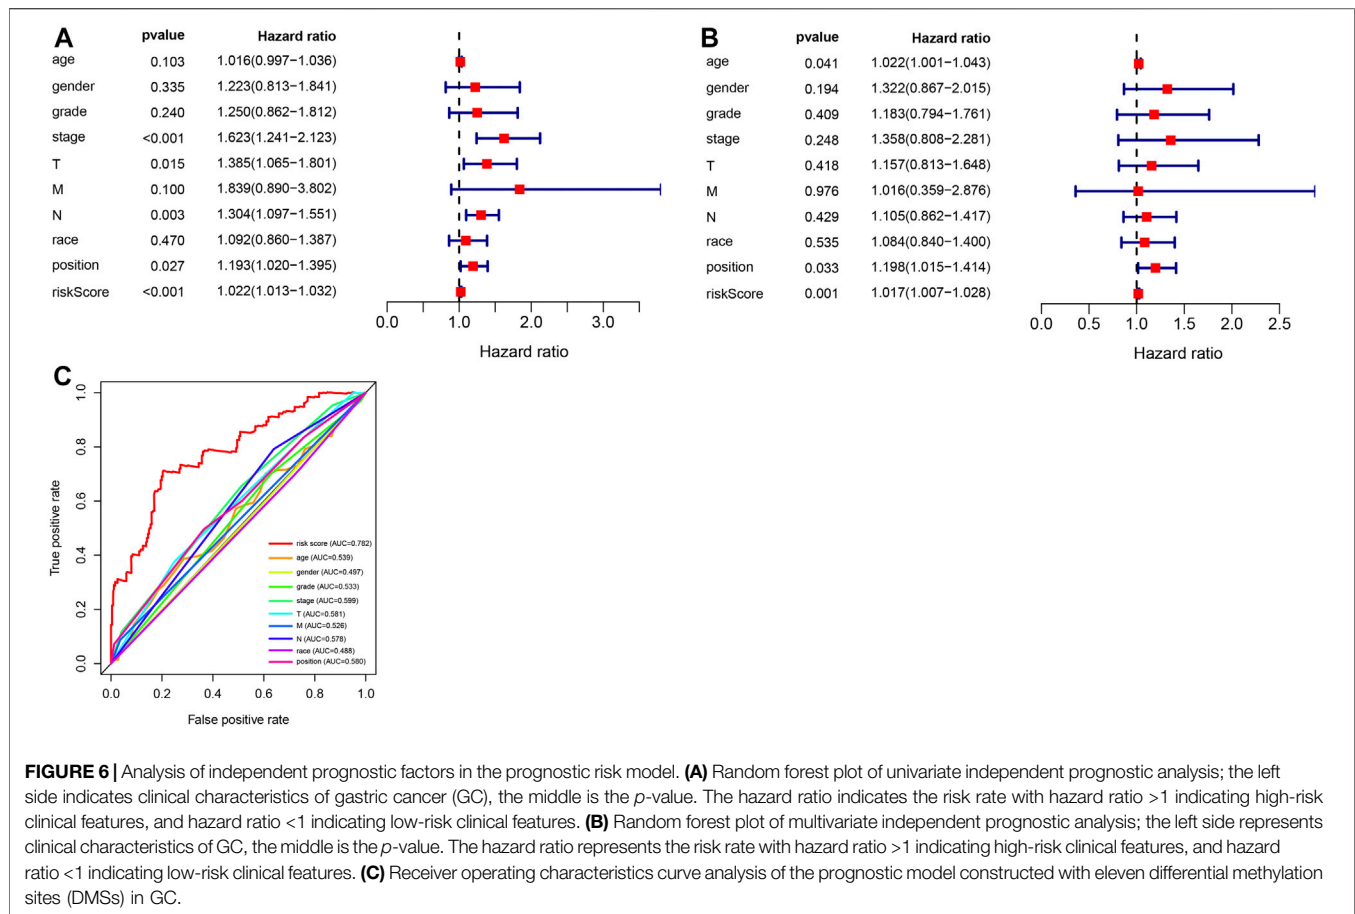 A pvalue Hazard ratio
age 0.103 1.016(0.997−1.036)
gender 0.335 1.223(0.813−1.841)
grade 0.240 1.250(0.862−1.812)
stage <0.001 1.623(1.241−2.123)
T 0.015 1.385(1.065−1.801)
M 0.100 1.839(0.890−3.802)
N 0.003 1.304(1.097−1.551)
race 0.470 1.092(0.860−1.387)
position 0.027 1.193(1.020−1.395)
riskScore <0.001 1.022(1.013−1.032)
0.0 1.0 2.0 3.0
Hazard ratio
B pvalue Hazard ratio
age 0.041 1.022(1.001−1.043)
gender 0.194 1.322(0.867−2.015)
grade 0.409 1.183(0.794−1.761)
stage 0.248 1.358(0.808−2.281)
T 0.418 1.157(0.813−1.648)
M 0.976 1.016(0.359−2.876)
N 0.429 1.105(0.862−1.417)
race 0.535 1.084(0.840−1.400)
position 0.033 1.198(1.015−1.414)
riskScore 0.001 1.017(1.007−1.028)
0.0 0.5 1.0 1.5 2.0 2.5
Hazard ratio
C
True positive rate
1.0
0.8
0.6
0.4
0.2
0.0
risk score (AUC=0.782)
age (AUC=0.539)
gender (AUC=0.497)
grade (AUC=0.533)
stage (AUC=0.599)
T (AUC=0.581)
M (AUC=0.526)
N (AUC=0.578)
race (AUC=0.488)
position (AUC=0.580)
0.0 0.2 0.4 0.6 0.8 1.0
False positive rate
FIGURE 6 | Analysis of independent prognostic factors in the prognostic risk model. (A) Random forest plot of univariate independent prognostic analysis; the left
side indicates clinical characteristics of gastric cancer (GC), the middle is the p-value. The hazard ratio indicates the risk rate with hazard ratio >1 indicating high-risk
clinical features, and hazard ratio <1 indicating low-risk clinical features. (B) Random forest plot of multivariate independent prognostic analysis; the left side represents
clinical characteristics of GC, the middle is the p-value. The hazard ratio represents the risk rate with hazard ratio >1 indicating high-risk clinical features, and hazard
ratio <1 indicating low-risk clinical features. (C) Receiver operating characteristics curve analysis of the prognostic model constructed with eleven differential methylation
sites (DMSs) in GC.